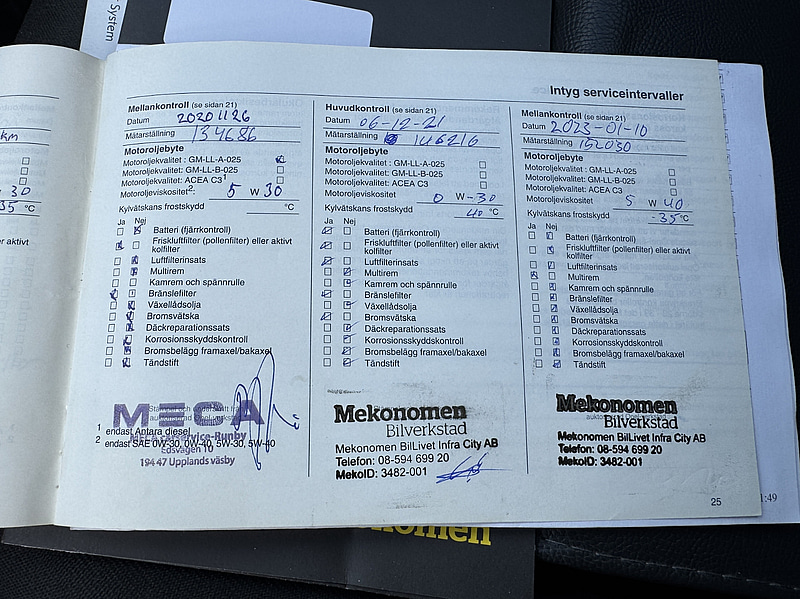 System
Intyg serviceintervaller
km
30
35 °C
er aktivt
Mellankontroll (se sidan 21)
Datum 20201126
Mätarställning 134686
Motoroljebyte
Motoroljekvalitet : GM-LL-A-025
Motoroljekvalitet: GM-LL-B-025
Motoroljekvalitet: ACEA C3 1
Motoroljeviskositet 2: 5 W 30
Kylvätskans frostskydd °C
Ja Nej
Batteri (fjärrkontroll)
Friskluftfilter (pollenfilter) eller aktivt
kolfilter
Luftfilterinsats
Multirem
Kamrem och spännrulle
Bränslefilter
Växellådsolja
Bromsvätska
Däckreparationssats
Korrosionsskyddskontroll
Bromsbelägg framaxel/bakaxel
Tändstift
MECA
Bilservice-Runby
Edsvägen 10
194 47 Upplands väsby
1 endast Antara diesel
2 endast SAE 0W-30, 0W-40, 5W-30, 5W-40
Huvudkontroll (se sidan 21)
Datum 06-12-21
Mätarställning 146216
Motoroljebyte
Motoroljekvalitet: GM-LL-A-025
Motoroljekvalitet: GM-LL-B-025
Motoroljekvalitet: ACEA C3
Motoroljeviskositet 0 W -30
Kylvätskans frostskydd 40 °C
Ja Nej
Batteri (fjärrkontroll)
Friskluftfilter (pollenfilter) eller aktivt
kolfilter
Luftfilterinsats
Multirem
Kamrem och spännrulle
Bränslefilter
Växellådsolja
Bromsvätska
Däckreparationssats
Korrosionsskyddskontroll
Bromsbelägg framaxel/bakaxel
Tändstift
Mekonomen
Bilverkstad
Mekonomen BilLivet Infra City AB
Telefon: 08-594 699 20
MekoID: 3482-001
Mellankontroll (se sidan 21)
Datum 2023-01-10
Mätarställning 152030
Motoroljebyte
Motoroljekvalitet : GM-LL-A-025
Motoroljekvalitet: GM-LL-B-025
Motoroljekvalitet: ACEA C3
Motoroljeviskositet 5 W 40
Kylvätskans frostskydd -35 °C
Ja Nej
Batteri (fjärrkontroll)
Friskluftfilter (pollenfilter) eller aktivt
kolfilter
Luftfilterinsats
Multirem
Kamrem och spännrulle
Bränslefilter
Växellådsolja
Bromsvätska
Däckreparationssats
Korrosionsskyddskontroll
Bromsbelägg framaxel/bakaxel
Tändstift
Mekonomen
Bilverkstad
Mekonomen BilLivet Infra City AB
Telefon: 08-594 699 20
MekoID: 3482-001
25
1:49